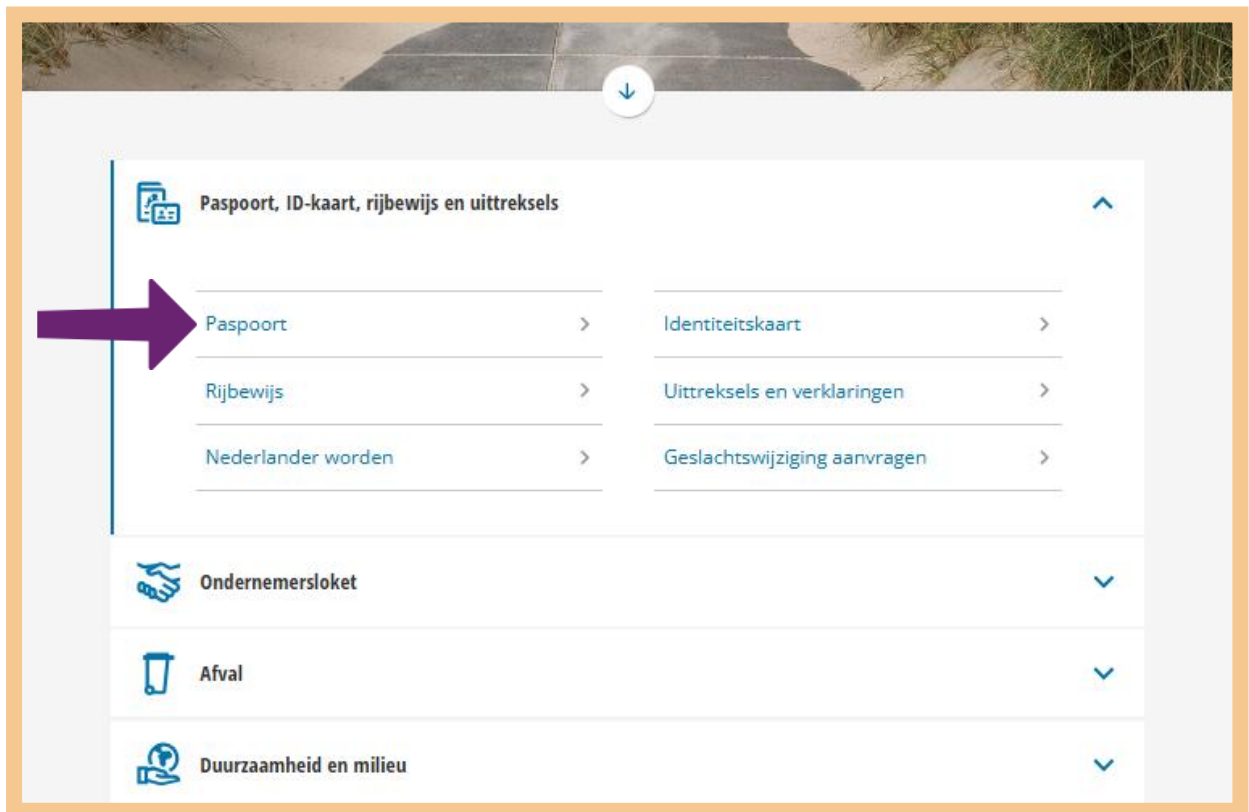 Paspoort, ID-kaart, rijbewijs en uittreksels
Paspoort
Identiteitskaart
Rijbewijs
Uittreksels en verklaringen
Nederlander worden
Geslachtswijziging aanvragen
Ondernemersloket
Afval
Duurzaamheid en milieu